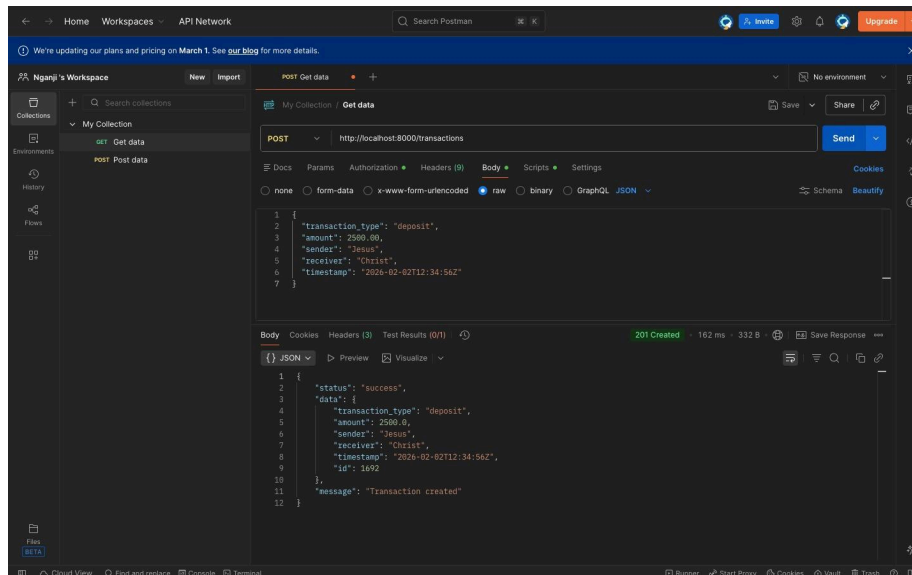 Home Workspaces API Network Search Postman ⌘ K Invite Upgrade
We're updating our plans and pricing on March 1. See our blog for more details.
Nganji 's Workspace New Import POST Get data + No environment
Collections
+ Search collections
My Collection / Get data Save Share
My Collection
GET Get data
POST http://localhost:8000/transactions Send
Environments
POST Post data
Docs Params Authorization Headers (9) Body Scripts Settings Cookies
History
none form-data x-www-form-urlencoded raw binary GraphQL JSON Schema Beautify
Flows
1 {
2 "transaction_type": "deposit",
3 "amount": 2500.00,
4 "sender": "Jesus",
5 "receiver": "Christ",
6 "timestamp": "2026-02-02T12:34:56Z"
7 }
Body Cookies Headers (3) Test Results (0/1) 201 Created 162 ms 332 B Save Response
{} JSON Preview Visualize
1 {
2 "status": "success",
3 "data": {
4 "transaction_type": "deposit",
5 "amount": 2500.0,
6 "sender": "Jesus",
7 "receiver": "Christ",
8 "timestamp": "2026-02-02T12:34:56Z",
9 "id": 1692
10 },
11 "message": "Transaction created"
12 }
Files
BETA
Cloud View Find and replace Console Terminal Runner Start Proxy Cookies Vault Trash